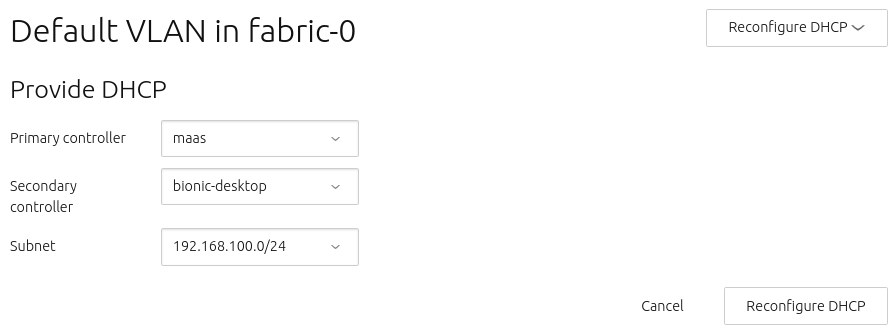 Default VLAN in fabric-0
Reconfigure DHCP
Provide DHCP
Primary controller
maas
Secondary
controller
bionic-desktop
Subnet
192.168.100.0/24
Cancel
Reconfigure DHCP